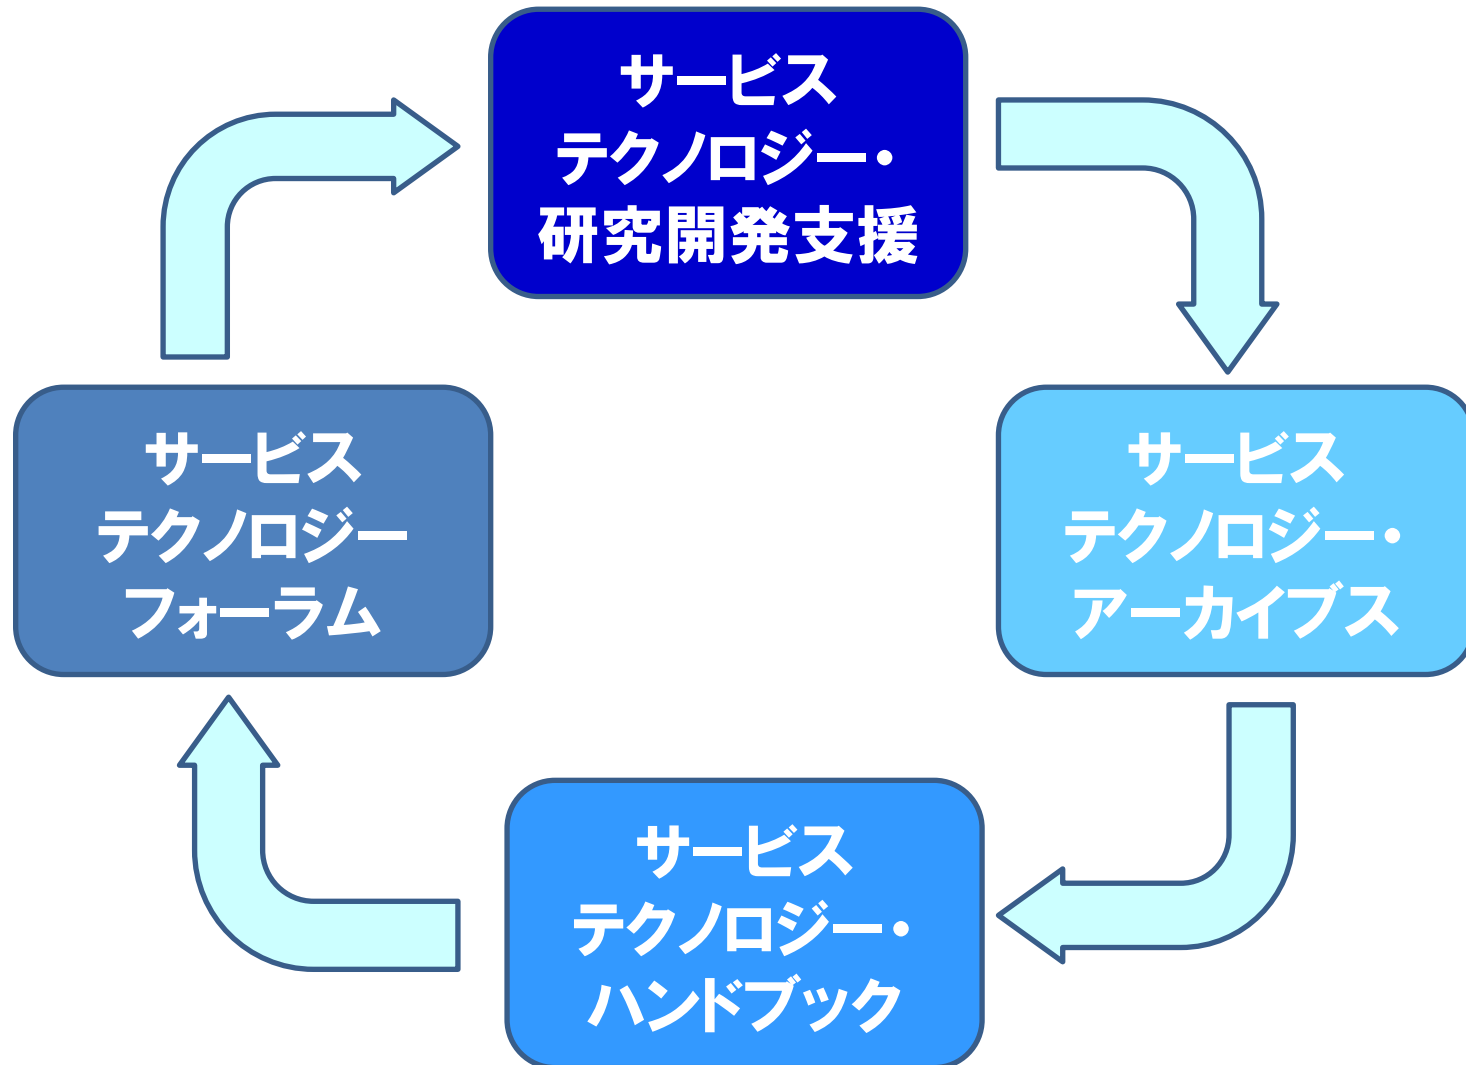 サービス
テクノロジー・
研究開発支援
サービス
テクノロジー
フォーラム
サービス
テクノロジー・
アーカイブス
サービス
テクノロジー・
ハンドブック